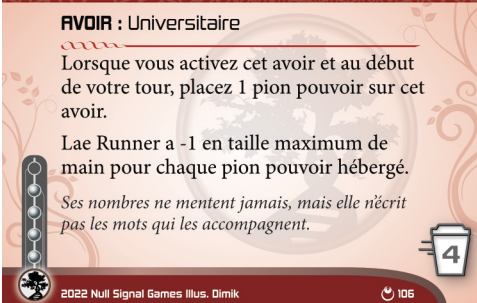 AVOIR : Universitaire
Lorsque vous activez cet avoir et au début
de votre tour, placez 1 pion pouvoir sur cet
avoir.
Lae Runner a -1 en taille maximum de
main pour chaque pion pouvoir hébergé.
Ses nombres ne mentent jamais, mais elle n'écrit
pas les mots qui les accompagnent.
4
2022 Null Signal Games Illus. Dimik
106